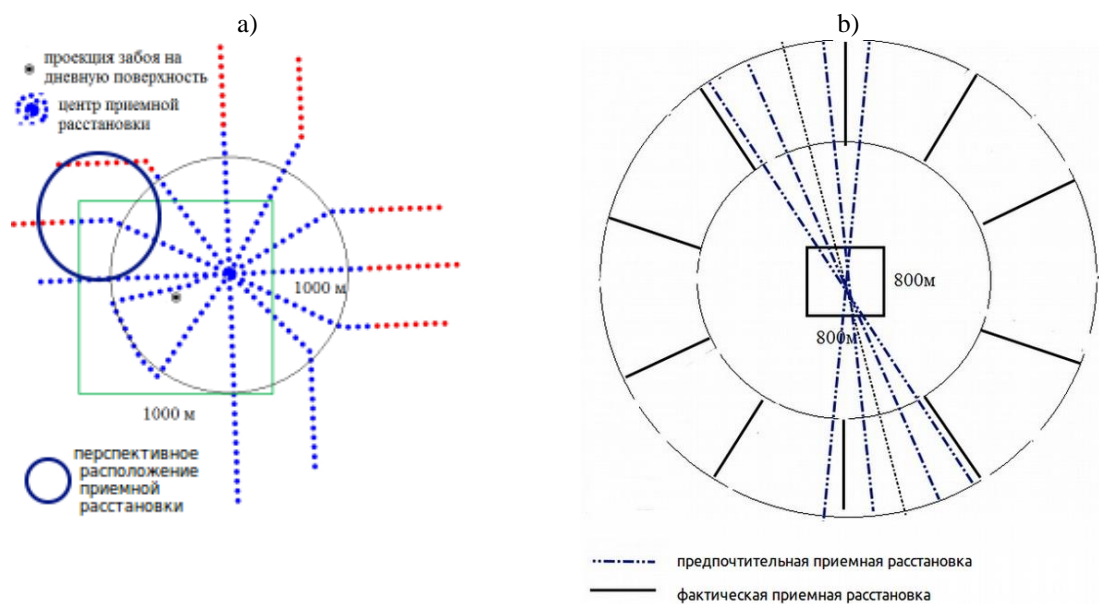 a)
b)
проекция забоя на
дневную поверхность
центр приемной
расстановки
1000 м
1000 м
перспективное
расположение
приемной
расстановки
800м
800м
предпочтительная приемная расстановка
фактическая приемная расстановка